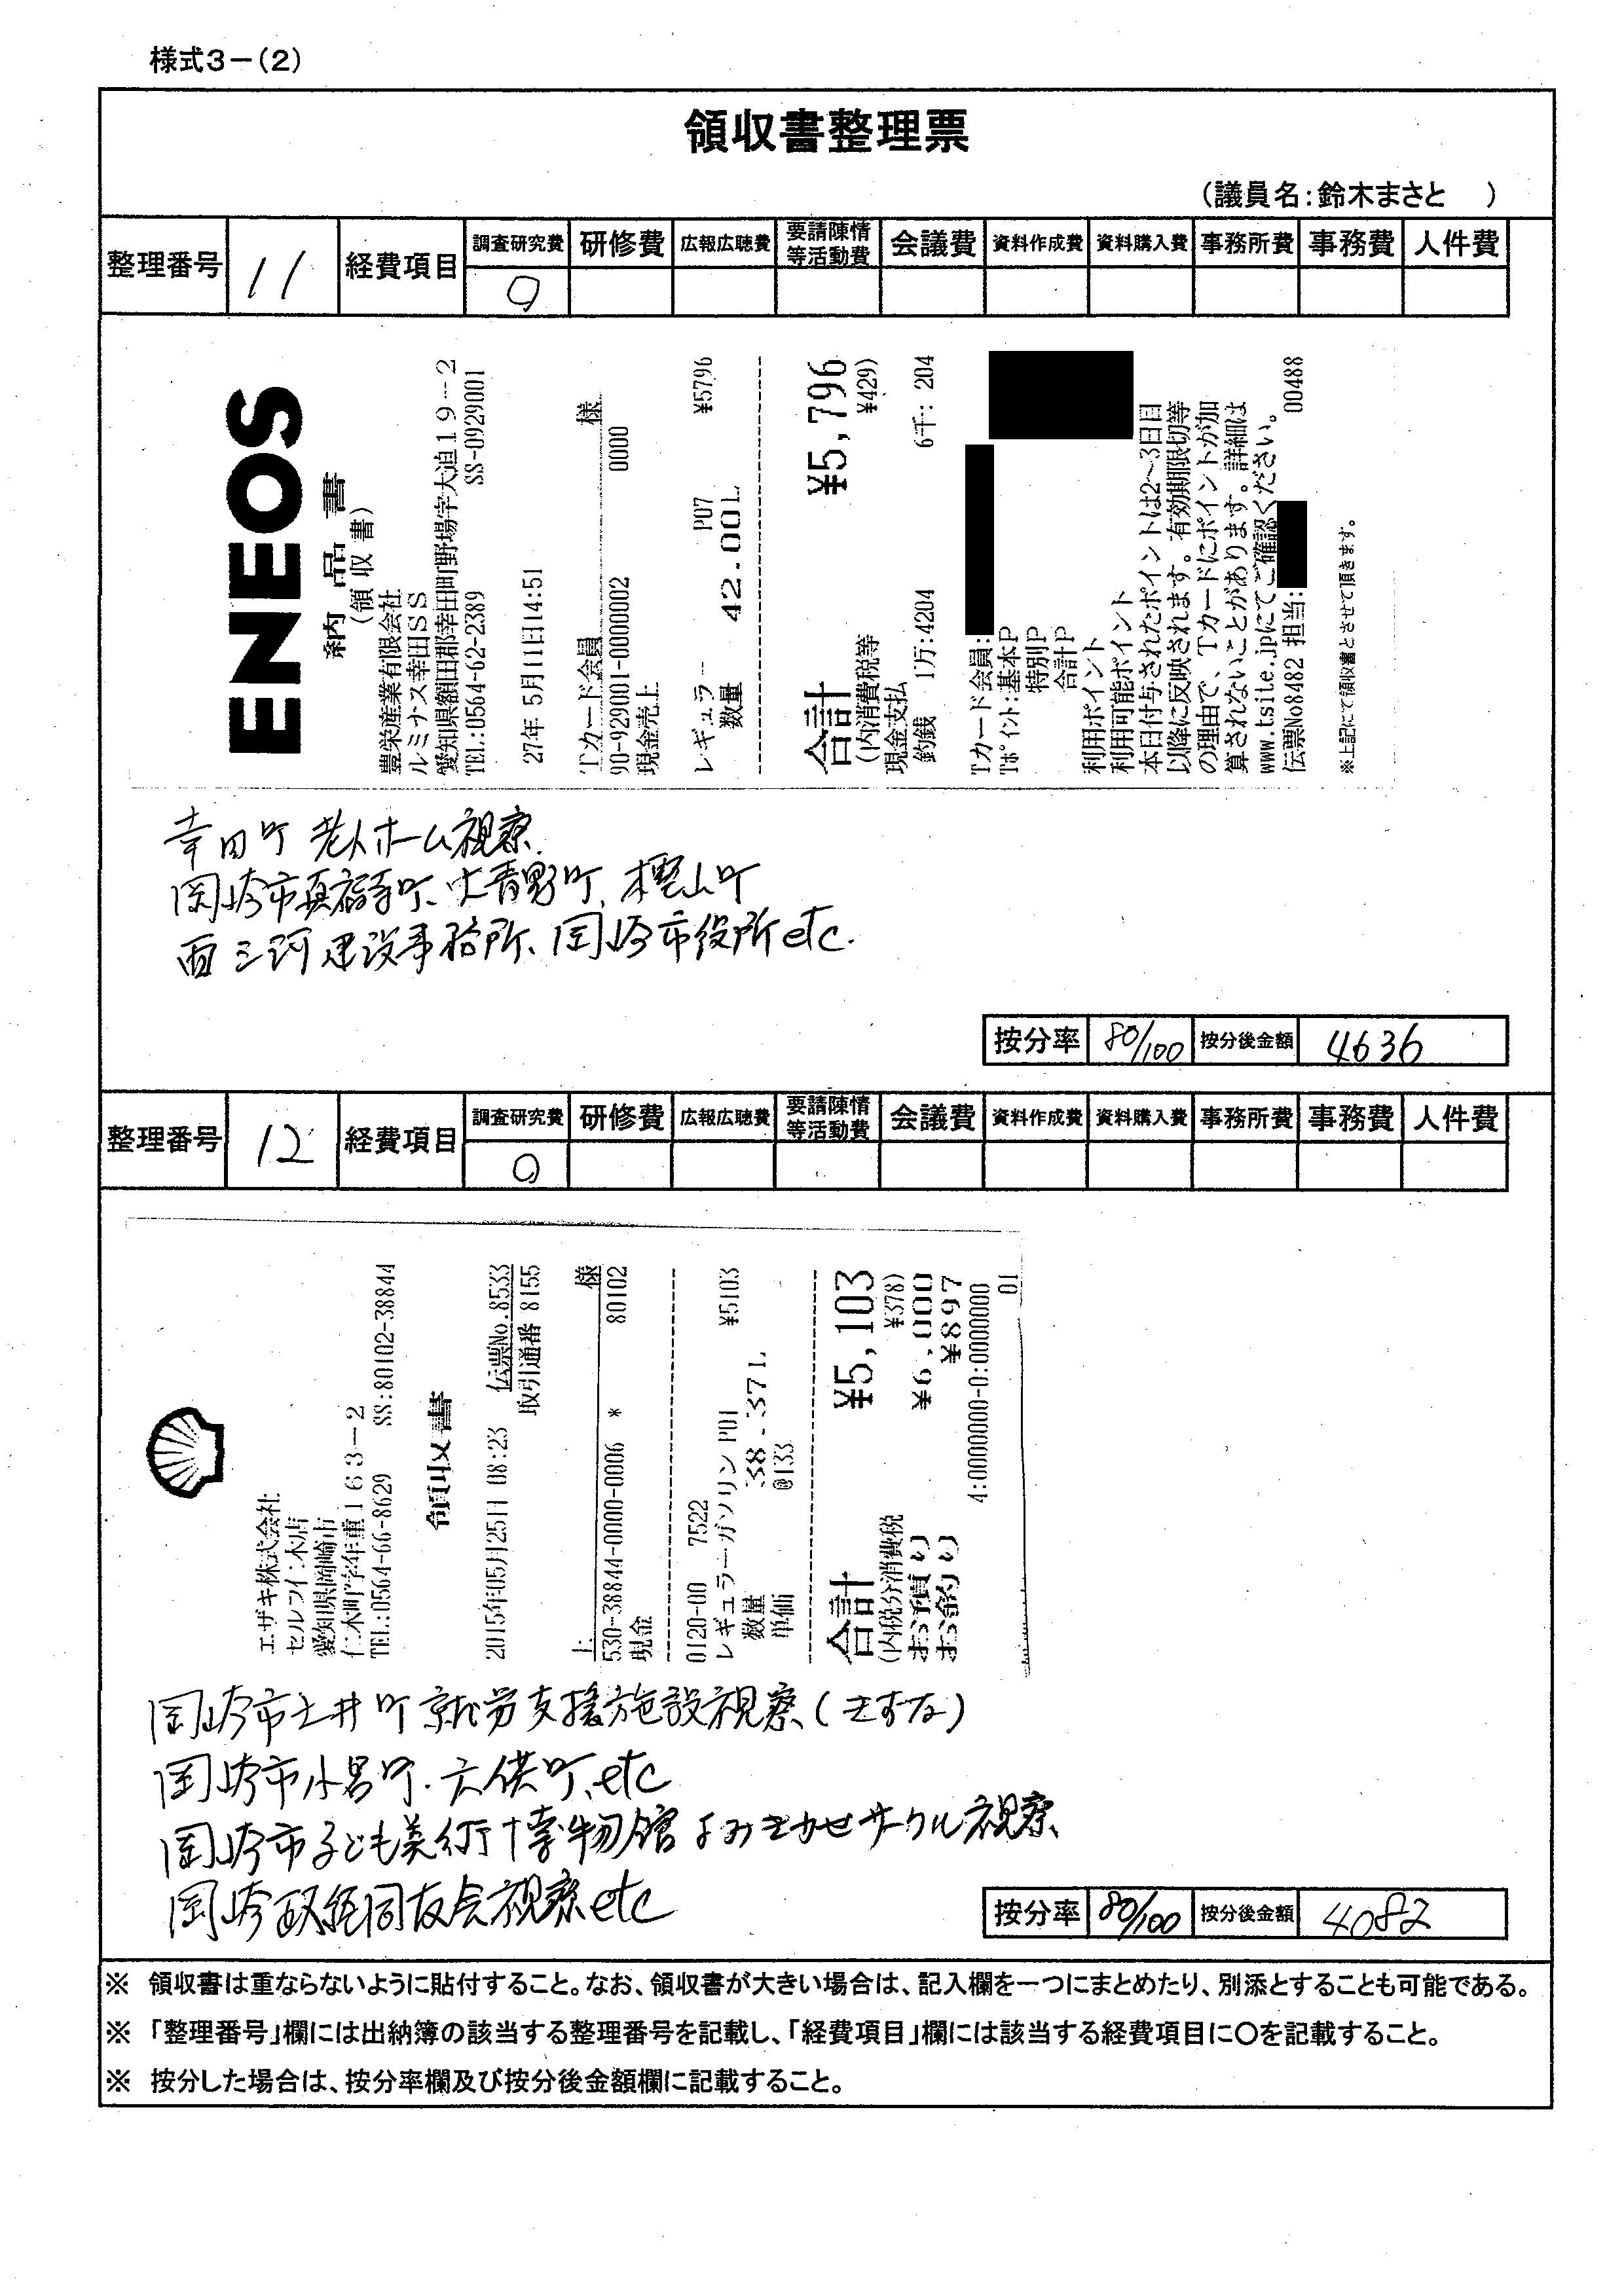 様式3-(2)
領収書整理票
(議員名:鈴木まさと )
整理番号 11 経費項目 調査研究費 研修費 広報広聴費 要請陳情等活動費 会議費 資料作成費 資料購入費 事務所費 事務費 人件費
○
ENEOS
納品書
(領収書)
豊栄産業有限会社
ルミナス幸田SS
愛知県額田郡幸田町野場字大迫19-2
TEL:0564-62-2389 SS-0929001
27年 5月11日14:51
Tカード会員 様
90-929001-0000002 0000
現金売上
レギュラー P07 ¥5796
数量 42.00L
合計 ¥5,796
(内消費税等 ¥429)
現金支払 6千: 204
釣銭 1万:4204
Tカード会員:
Tポイント:基本P
特別P
合計P
利用ポイント
利用可能ポイント
本日付与されたポイントは2~3日目
以降に反映されます。有効期限切等
の理由で、Tカードにポイントが加
算されないことがあります。詳細は
www.tsite.jpにてご確認ください。
伝票No8482 担当: 00488
※上記にて領収書とさせて頂きます。
幸田町 老人ホーム視察
岡崎市真福寺町、大青野町、樫山町
西三河建設事務所、岡崎市役所etc.
按分率 80/100 按分後金額 4636
整理番号 12 経費項目 調査研究費 研修費 広報広聴費 要請陳情等活動費 会議費 資料作成費 資料購入費 事務所費 事務費 人件費
○
エザキ株式会社
セルフイン木店
愛知県岡崎市
仁木町字年重163-2
TEL:0564-66-8629 SS:80102-38844
領収書
2015年05月25日 08:23 伝票No.8533
取引通番 8155
上 様
530-38844-0000-0006 * 80102
現金
0120-00 7522
レギュラーガソリン P01 ¥5103
数量 38.37L
単価 @133
合計 ¥5,103
(内税分消費税 ¥378)
お預り ¥6,000
お釣り ¥897
4:0000000-0:0000000
01
岡崎市土井町就労支援施設視察(きずな)
岡崎市小呂町、六供町、etc
岡崎市子ども美術博物館よみきかせサークル視察、
岡崎政経同友会視察etc
按分率 80/100 按分後金額 4082
※ 領収書は重ならないように貼付すること。なお、領収書が大きい場合は、記入欄を一つにまとめたり、別添とすることも可能である。
※ 「整理番号」欄には出納簿の該当する整理番号を記載し、「経費項目」欄には該当する経費項目に○を記載すること。
※ 按分した場合は、按分率欄及び按分後金額欄に記載すること。